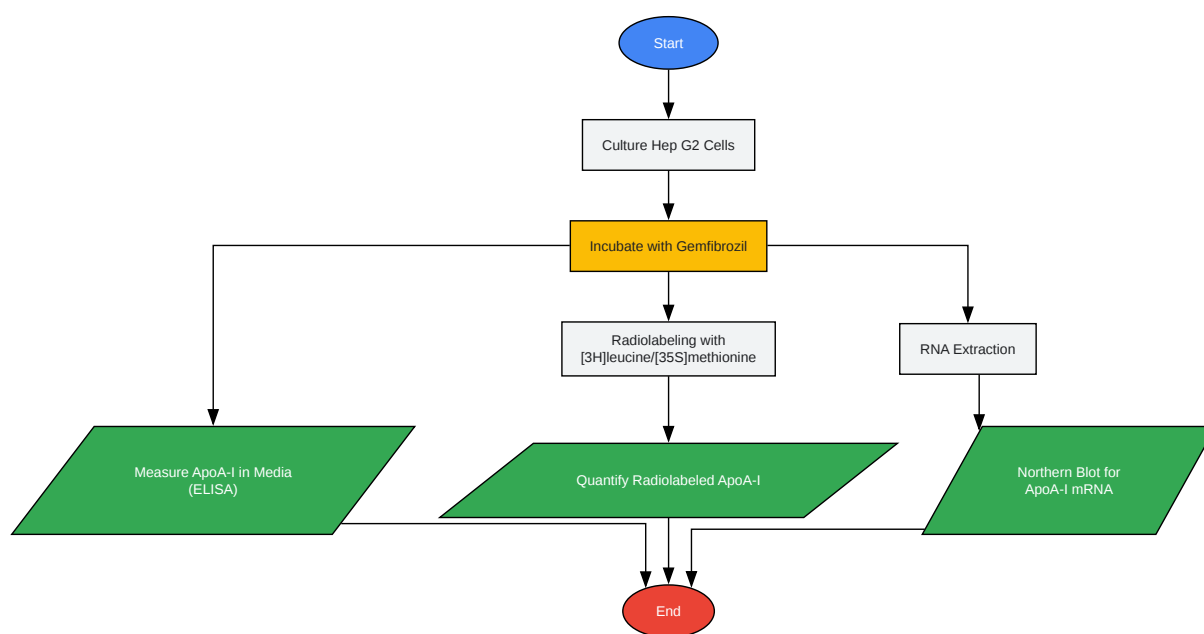 Start
Culture Hep G2 Cells
Incubate with Gemfibrozil
Radiolabeling with
[3H]leucine/[35S]methionine
RNA Extraction
Measure ApoA-I in Media
(ELISA)
Quantify Radiolabeled ApoA-I
Northern Blot for
ApoA-I mRNA
End